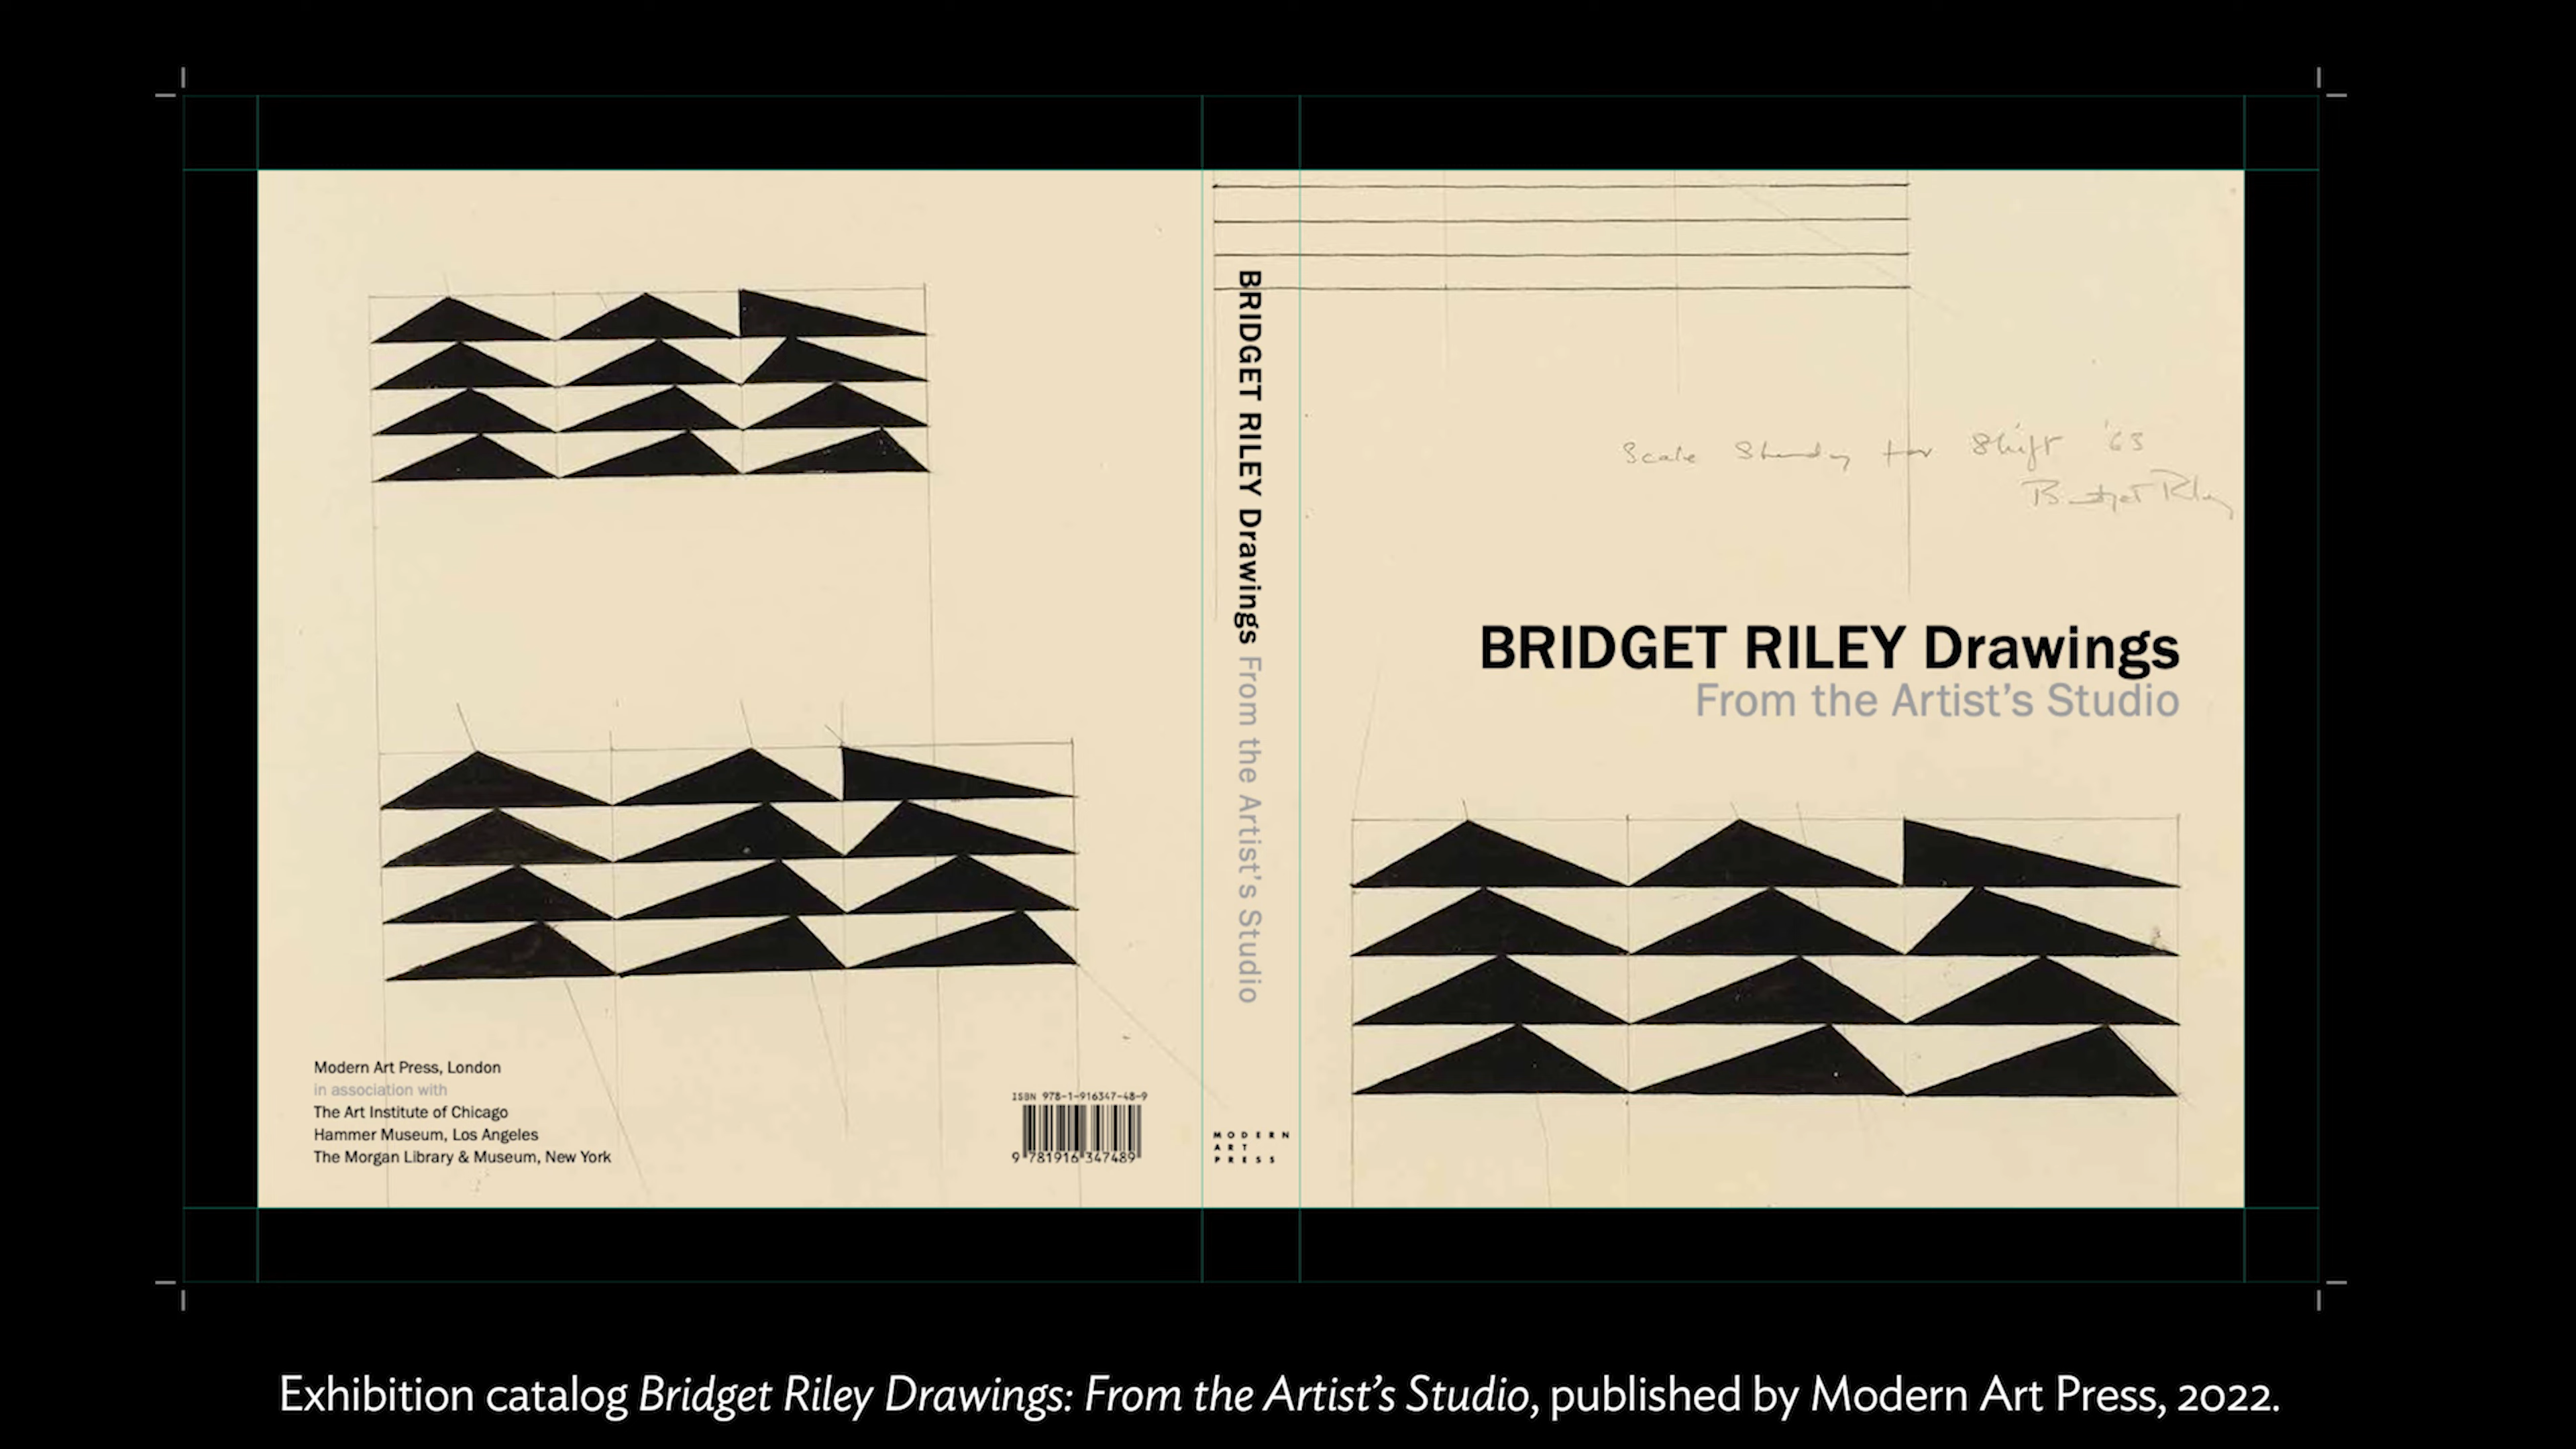 Modern Art Press, London
in association with
The Art Institute of Chicago
Hammer Museum, Los Angeles
The Morgan Library & Museum, New York
ISBN 978-1-916347-48-9
9 781916 347489
BRIDGET RILEY Drawings From the Artist's Studio
MODERN
ART
PRESS
Scale Study for Shift '63
Bridget Riley
BRIDGET RILEY Drawings
From the Artist’s Studio
Exhibition catalog Bridget Riley Drawings: From the Artist’s Studio, published by Modern Art Press, 2022.